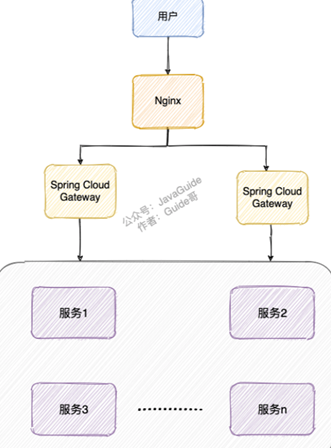 用户
Nginx
Spring Cloud
Gateway
Spring Cloud
Gateway
公众号：JavaGuide
作者：Guide哥
服务1
服务2
服务3
服务n